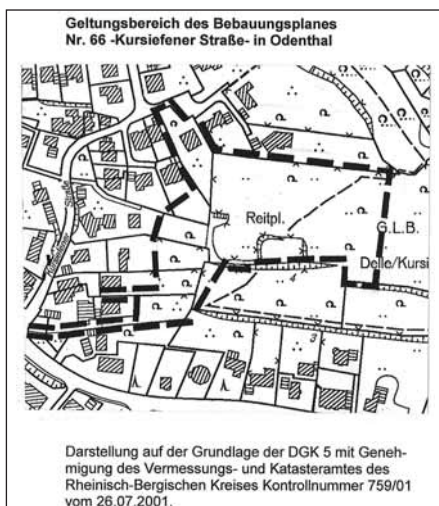 Geltungsbereich des Bebauungsplanes
Nr. 66 -Kursiefener Straße- in Odenthal
Straße
Reitpl.
G.L.B.
Delle/Kursi
Darstellung auf der Grundlage der DGK 5 mit Geneh-
migung des Vermessungs- und Katasteramtes des
Rheinisch-Bergischen Kreises Kontrollnummer 759/01
vom 26.07.2001.